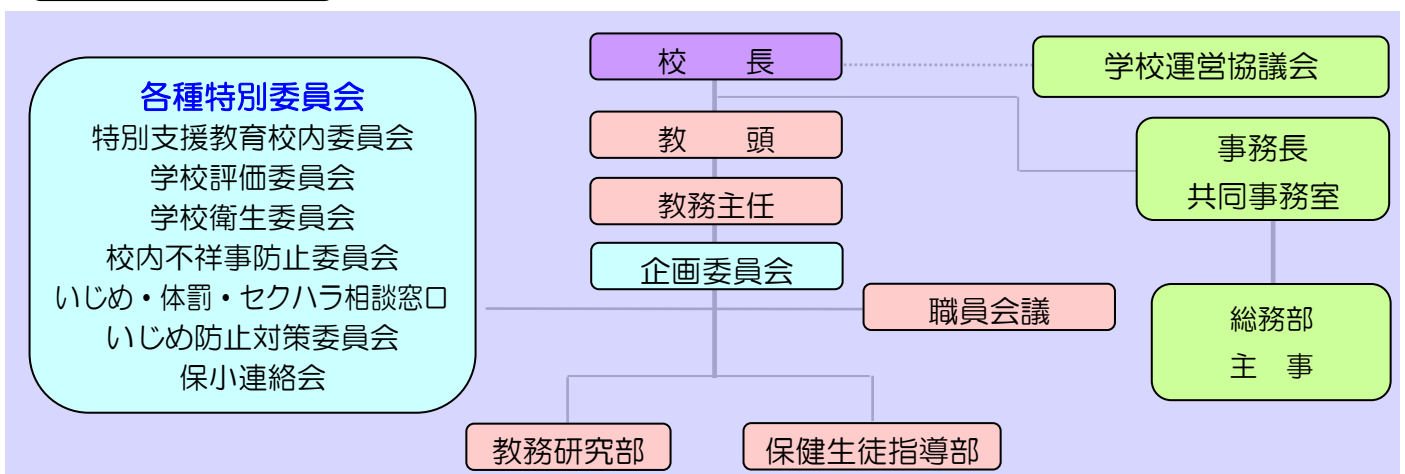 各種特別委員会
特別支援教育校内委員会
学校評価委員会
学校衛生委員会
校内不祥事防止委員会
いじめ・体罰・セクハラ相談窓口
いじめ防止対策委員会
保小連絡会
校　長
教　頭
教務主任
企画委員会
職員会議
教務研究部
保健生徒指導部
学校運営協議会
事務長
共同事務室
総務部
主　事